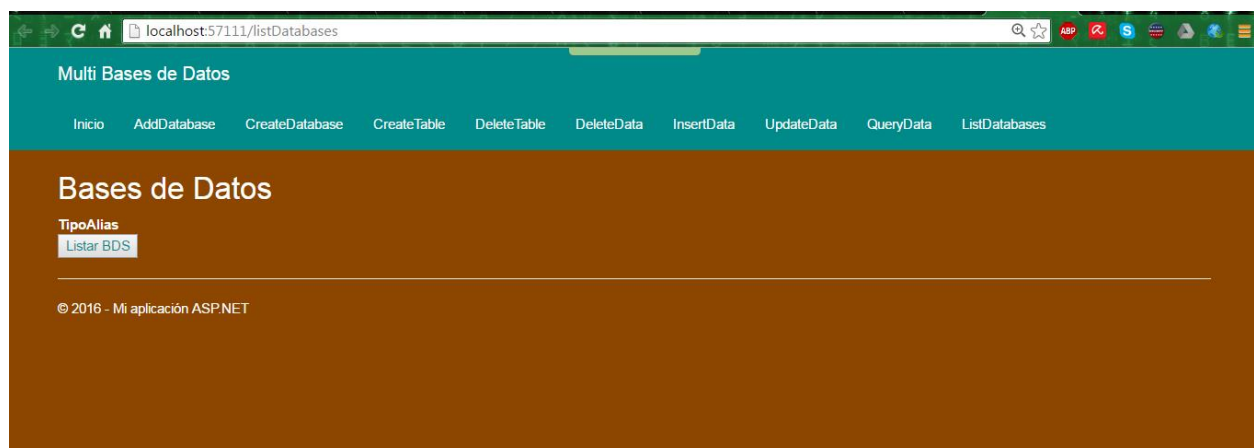 localhost:57111/listDatabases
ABP
S
Multi Bases de Datos
Inicio AddDatabase CreateDatabase CreateTable DeleteTable DeleteData InsertData UpdateData QueryData ListDatabases
Bases de Datos
TipoAlias
Listar BDS
© 2016 - Mi aplicación ASP.NET